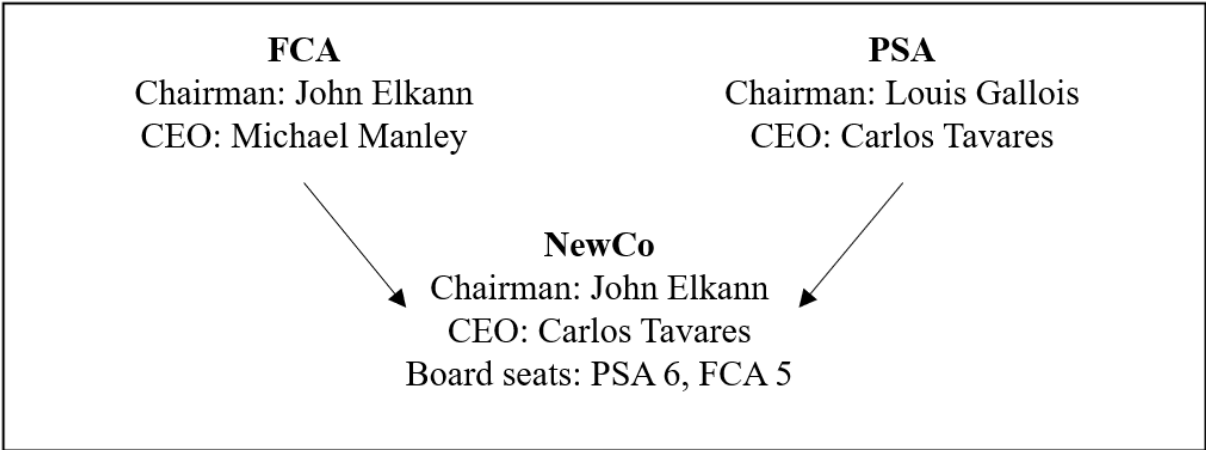 FCA
Chairman: John Elkann
CEO: Michael Manley
PSA
Chairman: Louis Gallois
CEO: Carlos Tavares
NewCo
Chairman: John Elkann
CEO: Carlos Tavares
Board seats: PSA 6, FCA 5